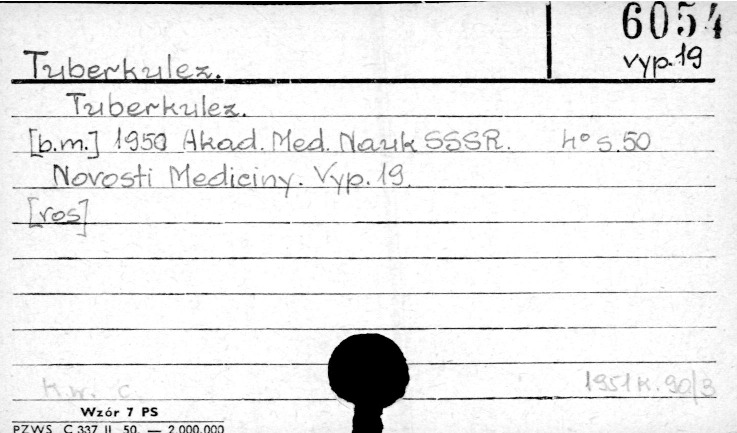 6054
vyp.19
Tuberkulez.
Tuberkulez.
[b.m.] 1950 Akad. Med. Nauk SSSR. 4° s.50
Novosti Mediciny. Vyp.19.
[ros]
K.w. C. 1951 K. 90/3
Wzór 7 PS
PZWS C 337 II 50. — 2.000.000